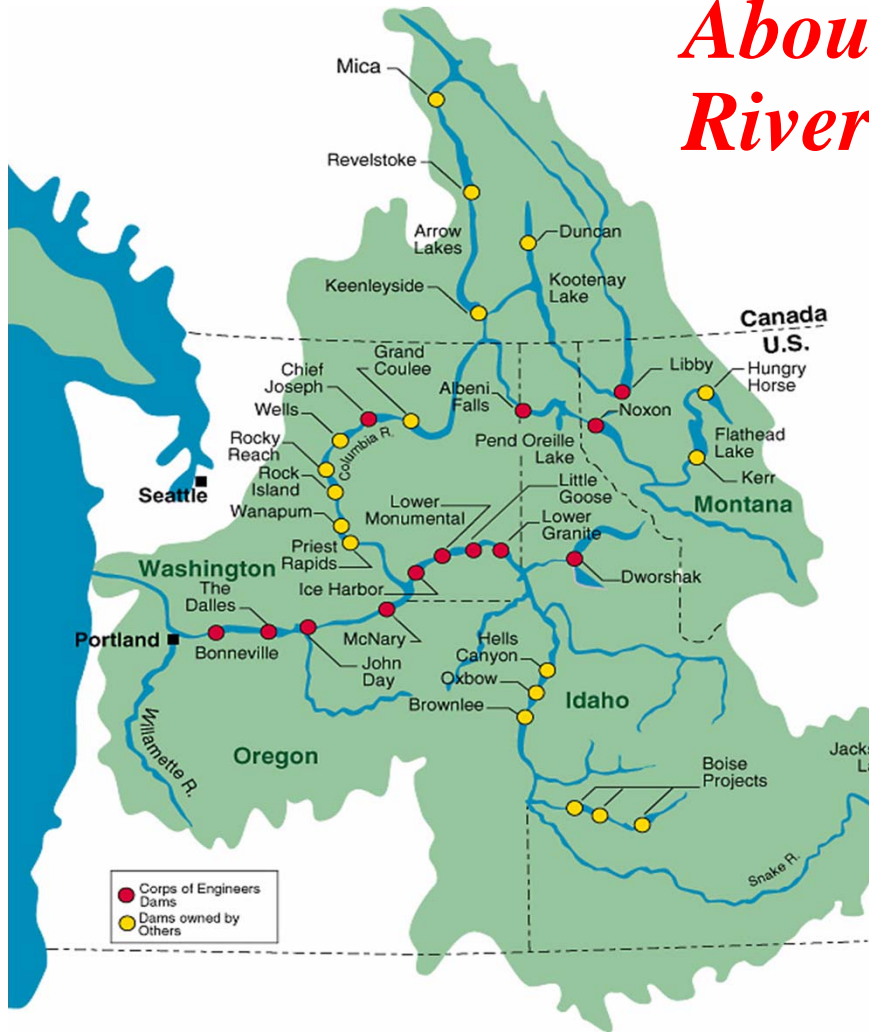 Abou
River
Mica
Revelstoke
Arrow
Lakes
Duncan
Keenleyside
Kootenay
Lake
Canada
U.S.
Grand
Coulee
Chief
Joseph
Albeni
Falls
Libby
Hungry
Horse
Wells
Noxon
Columbia R.
Rocky
Reach
Pend Oreille
Lake
Flathead
Lake
Rock
Island
Kerr
Seattle
Little
Goose
Montana
Lower
Monumental
Wanapum
Lower
Granite
Priest
Rapids
Washington
Ice Harbor
Dworshak
The
Dalles
Portland
Bonneville
McNary
John
Day
Hells
Canyon
Oxbow
Brownlee
Idaho
Willamette R.
Oregon
Boise
Projects
Jacks
La
Snake R.
Corps of Engineers
Dams
Dams owned by
Others